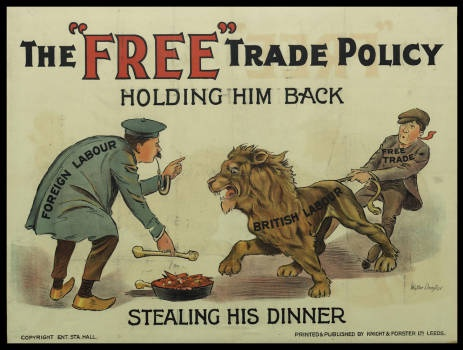 THE "FREE" TRADE POLICY
HOLDING HIM BACK
FOREIGN LABOUR
BRITISH LABOUR
FREE TRADE
STEALING HIS DINNER
COPYRIGHT ENT. STA. HALL.
PRINTED & PUBLISHED BY KNIGHT & FORSTER LD. LEEDS.